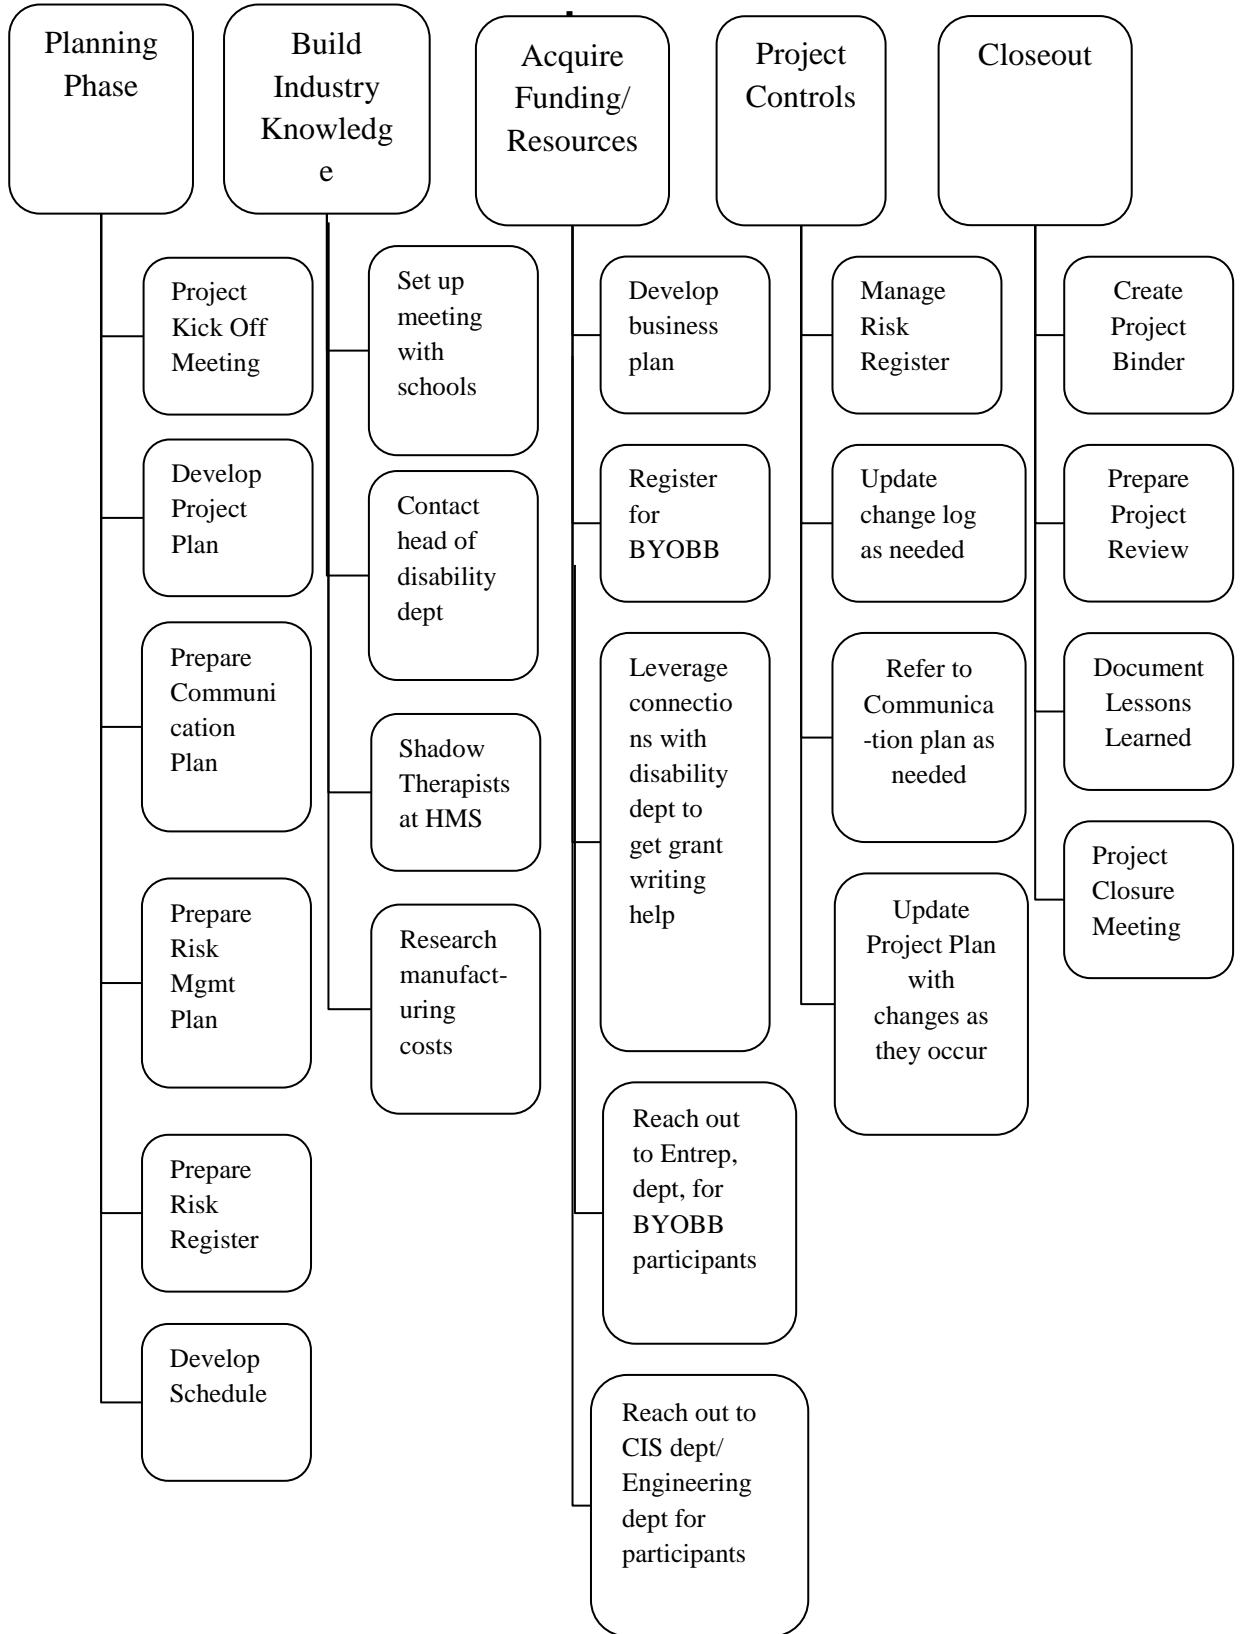 Planning
Phase
Project
Kick Off
Meeting
Develop
Project
Plan
Prepare
Communi
cation
Plan
Prepare
Risk
Mgmt
Plan
Prepare
Risk
Register
Develop
Schedule
Build
Industry
Knowledg
e
Set up
meeting
with
schools
Contact
head of
disability
dept
Shadow
Therapists
at HMS
Research
manufact-
uring
costs
Acquire
Funding/
Resources
Develop
business
plan
Register
for
BYOBB
Leverage
connectio
ns with
disability
dept to
get grant
writing
help
Reach out
to Entrep,
dept, for
BYOBB
participants
Reach out to
CIS dept/
Engineering
dept for
participants
Project
Controls
Manage
Risk
Register
Update
change log
as needed
Refer to
Communica
-tion plan as
needed
Update
Project Plan
with
changes as
they occur
Closeout
Create
Project
Binder
Prepare
Project
Review
Document
Lessons
Learned
Project
Closure
Meeting